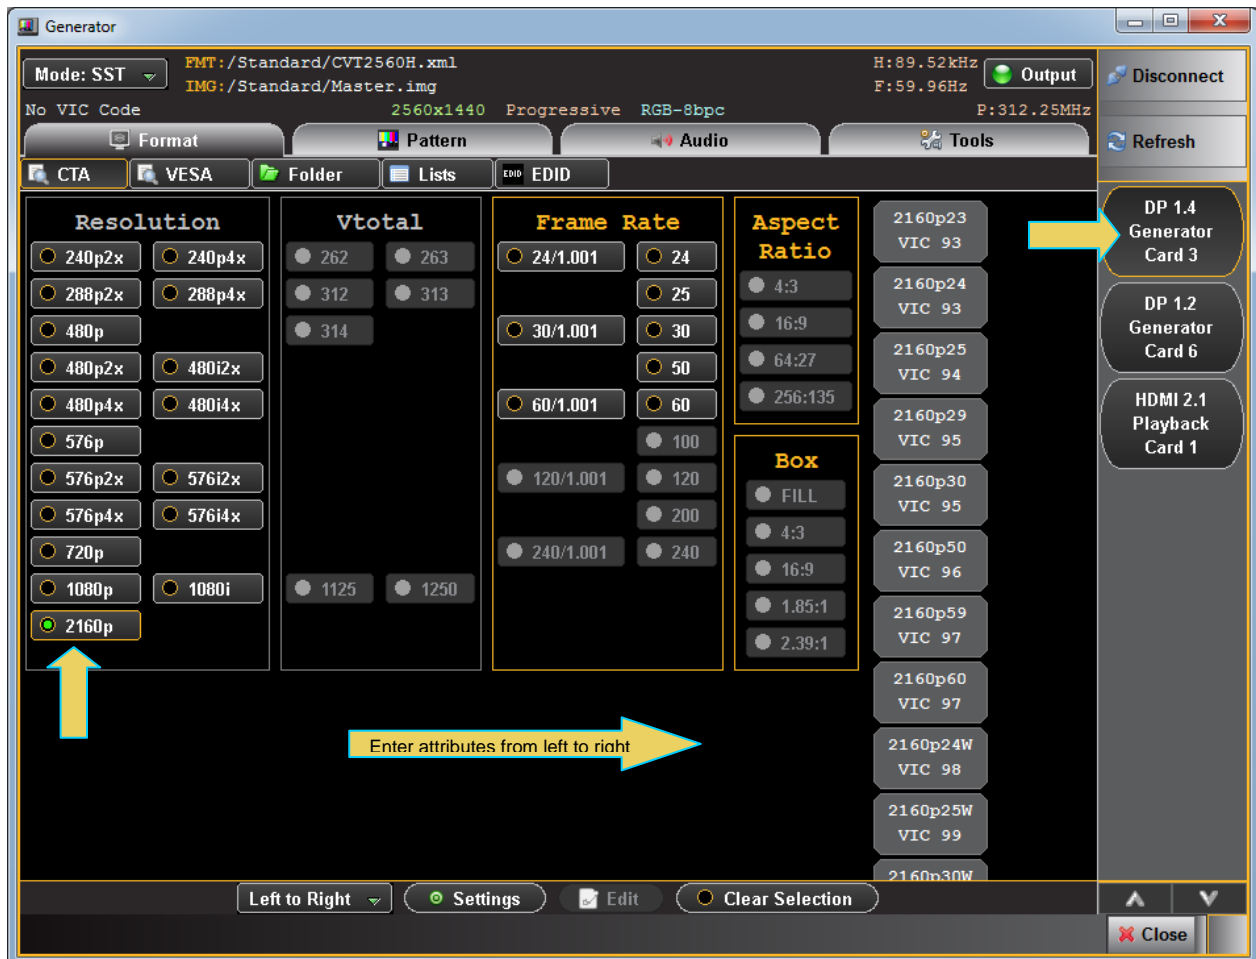 Generator
Mode: SST
FMT:/Standard/CVT2560H.xml
IMG:/Standard/Master.img
H:89.52kHz
F:59.96Hz
Output
No VIC Code
2560x1440 Progressive RGB-8bpc
P:312.25MHz
Disconnect
Refresh
Format
Pattern
Audio
Tools
CTA
VESA
Folder
Lists
EDID EDID
Resolution
240p2x 240p4x
288p2x 288p4x
480p
480p2x 480i2x
480p4x 480i4x
576p
576p2x 576i2x
576p4x 576i4x
720p
1080p 1080i
2160p
Vtotal
262 263
312 313
314
1125 1250
Frame Rate
24/1.001 24
25
30/1.001 30
50
60/1.001 60
100
120/1.001 120
200
240/1.001 240
Aspect
Ratio
4:3
16:9
64:27
256:135
Box
FILL
4:3
16:9
1.85:1
2.39:1
2160p23
VIC 93
2160p24
VIC 93
2160p25
VIC 94
2160p29
VIC 95
2160p30
VIC 95
2160p50
VIC 96
2160p59
VIC 97
2160p60
VIC 97
2160p24W
VIC 98
2160p25W
VIC 99
2160p30W
DP 1.4
Generator
Card 3
DP 1.2
Generator
Card 6
HDMI 2.1
Playback
Card 1
Enter attributes from left to right
Left to Right
Settings
Edit
Clear Selection
Close